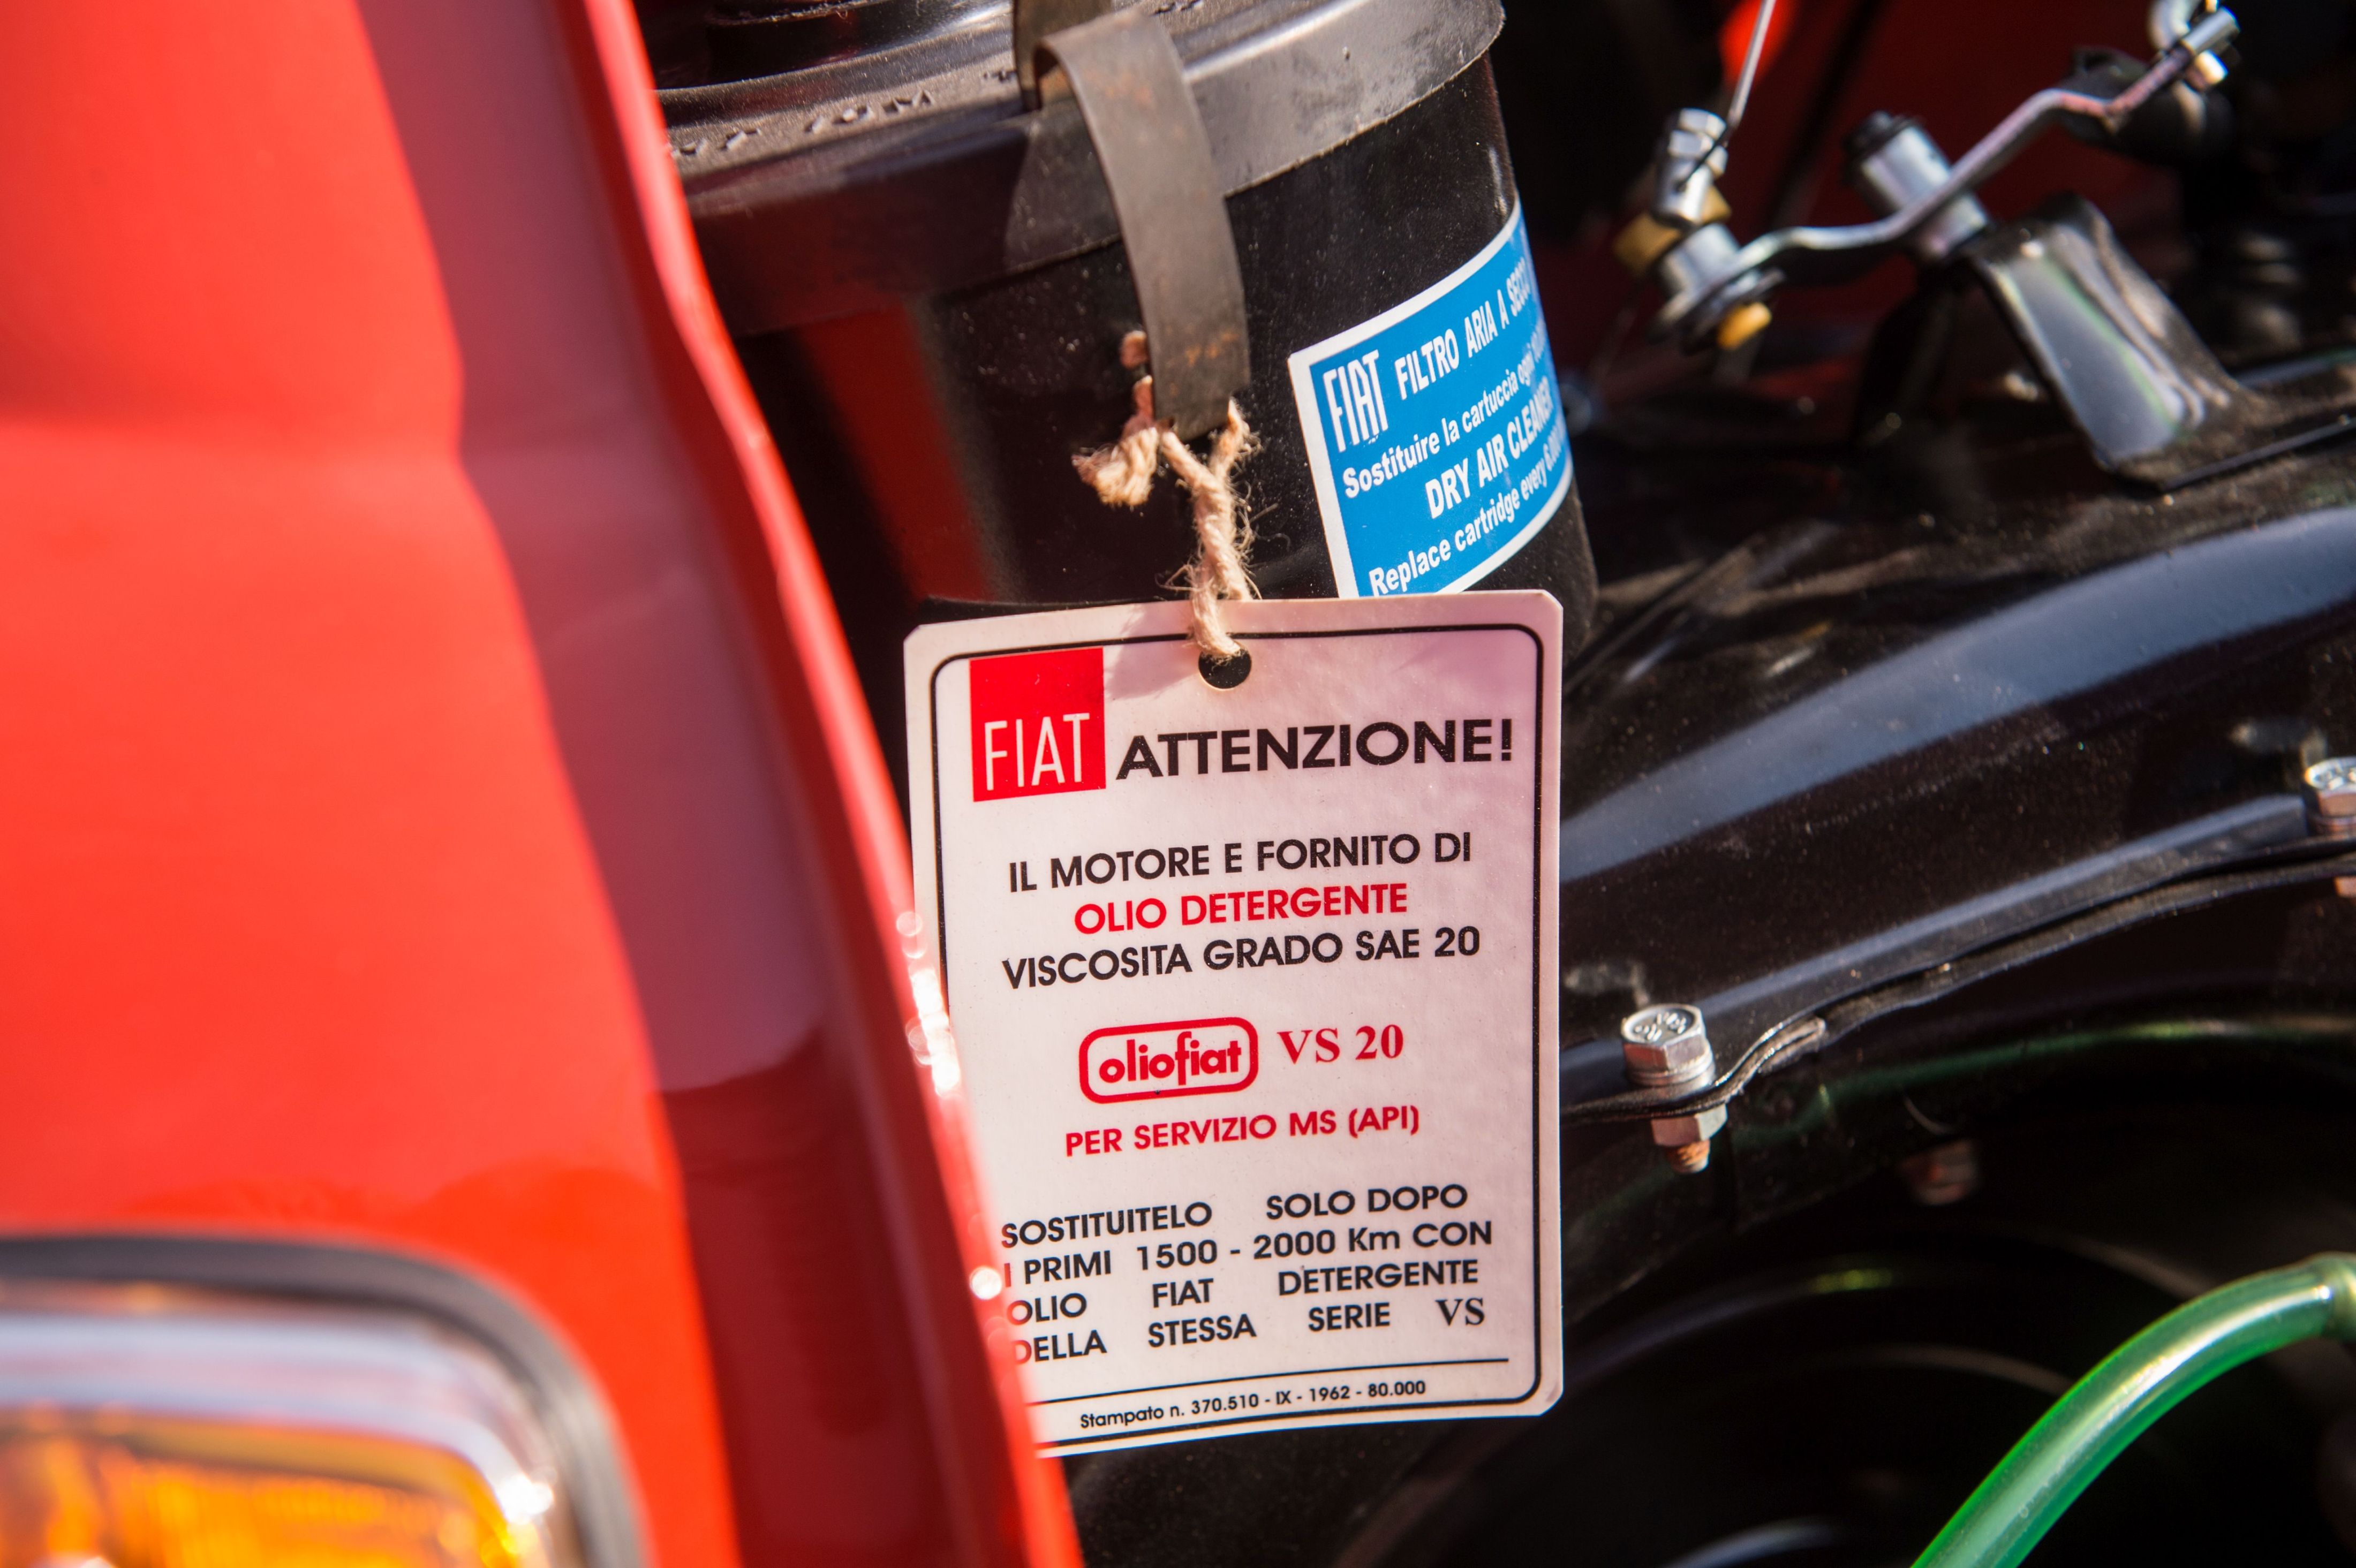 FIAT FILTRO ARIA A SECCO
Sostituire la cartuccia ogni
DRY AIR CLEANER
Replace cartridge every
FIAT ATTENZIONE!
IL MOTORE E FORNITO DI
OLIO DETERGENTE
VISCOSITA GRADO SAE 20
oliofiat VS 20
PER SERVIZIO MS (API)
SOSTITUITELO SOLO DOPO
I PRIMI 1500 - 2000 Km CON
OLIO FIAT DETERGENTE
DELLA STESSA SERIE VS
Stampato n. 370.510 - IX - 1962 - 80.000